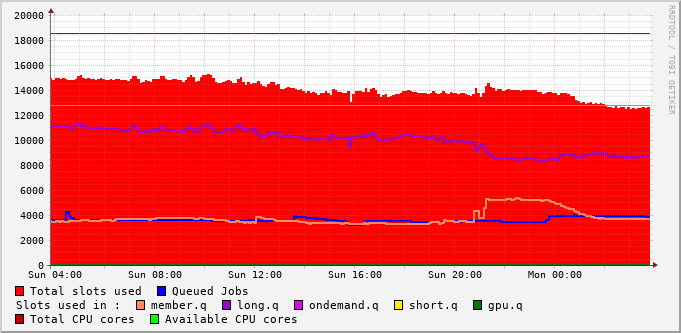 RRDTOOL / TOBI OETIKER
20000
18000
16000
14000
12000
10000
8000
6000
4000
2000
0
Sun 04:00 Sun 08:00 Sun 12:00 Sun 16:00 Sun 20:00 Mon 00:00
Total slots used Queued Jobs
Slots used in : member.q long.q ondemand.q short.q gpu.q
Total CPU cores Available CPU cores